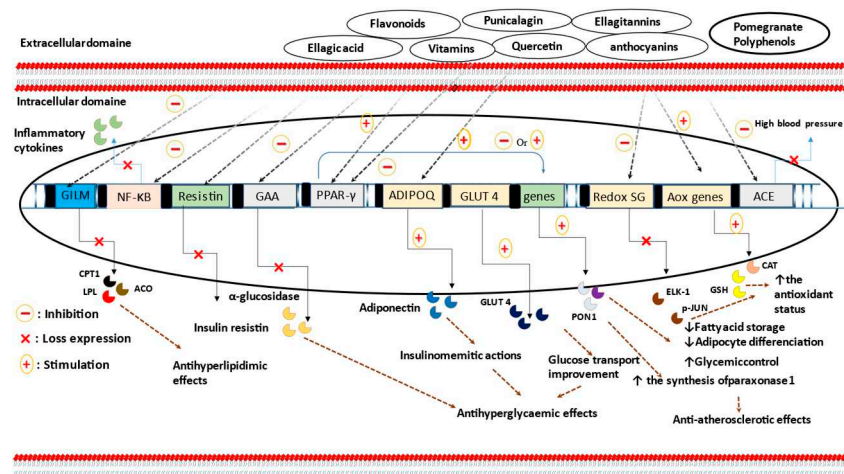 Flavonoids
Punicalagin
Ellagitannins
Pomegranate
Polyphenols
Extracellular domaine
Ellagic acid
Vitamins
Quercetin
anthocyanins
Intracellular domaine
Inflammatory
cytokines
High blood pressure
Or
GILM
NF-KB
Resistin
GAA
PPAR-γ
ADIPOQ
GLUT 4
genes
Redox SG
Aox genes
ACE
CPT1
LPL
ACO
α-glucosidase
Insulin resistin
Adiponectin
GLUT 4
PON1
ELK-1
p-JUN
CAT
GSH
↑ the
antioxidant
status
: Inhibition
: Loss expression
: Stimulation
Antihyperlipidimic
effects
Insulinomemitic actions
Glucose transport
improvement
↓ Fattyacid storage
↓ Adipocyte differenciation
↑ Glycemiccontrol
↑ the synthesis ofparaxonase1
Antihyperglycaemic effects
Anti-atherosclerotic effects